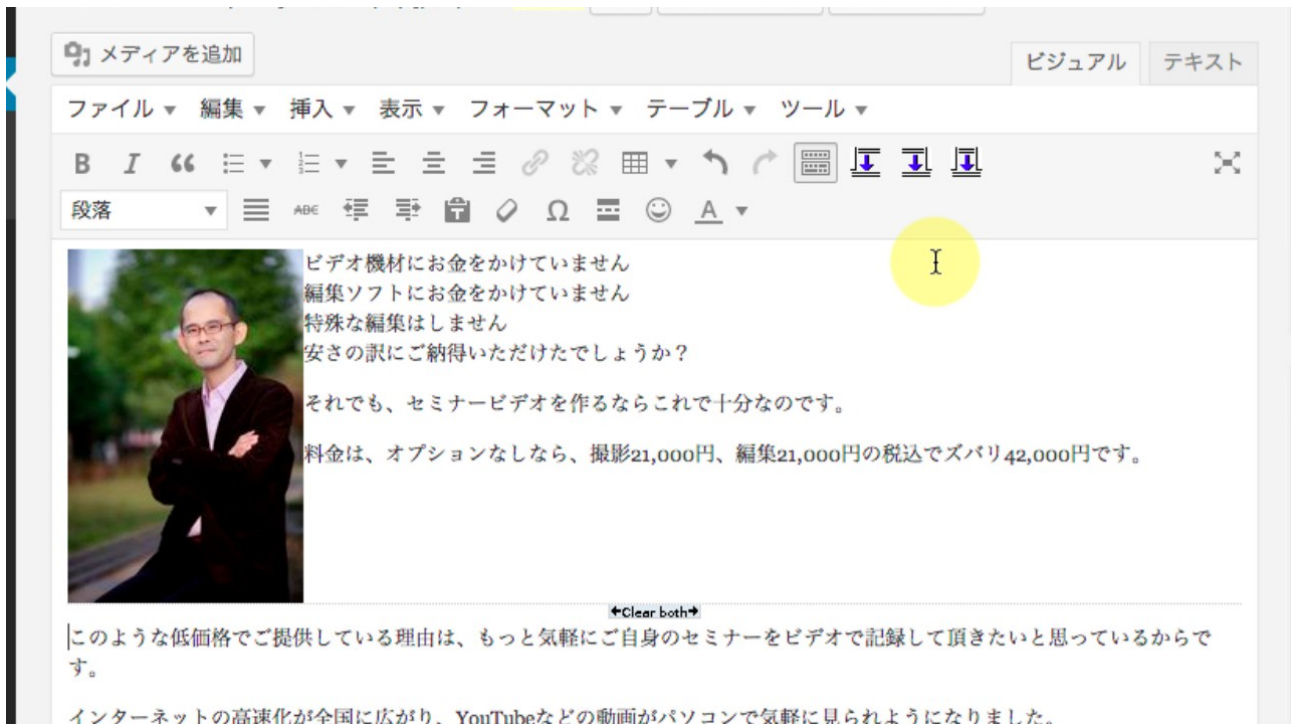 メディアを追加
ビジュアル テキスト
ファイル 編集 挿入 表示 フォーマット テーブル ツール
B I
段落 ABC T Ω A
ビデオ機材にお金をかけていません
編集ソフトにお金をかけていません
特殊な編集はしません
安さの訳にご納得いただけたでしょうか？
それでも、セミナービデオを作るならこれで十分なのです。
料金は、オプションなしなら、撮影21,000円、編集21,000円の税込でズバリ42,000円です。
Clear both
このような低価格でご提供している理由は、もっと気軽にご自身のセミナーをビデオで記録して頂きたいと思っているからで
す。
インターネットの高速化が全国に広がり、YouTubeなどの動画がパソコンで気軽に見られようになりました。